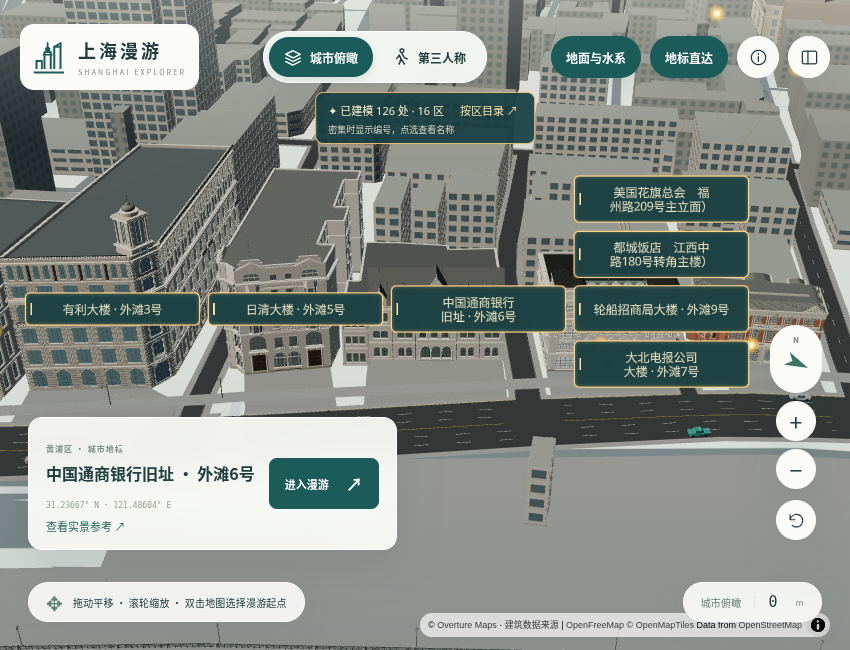 上海漫游
SHANGHAI EXPLORER
城市俯瞰
第三人称
地面与水系
地标直达
✦ 已建模 126 处 · 16 区 按区目录 ↗
密集时显示编号，点选查看名称
美国花旗总会 福
州路209号主立面）
都城饭店 江西中
路180号转角主楼）
有利大楼 · 外滩3号
日清大楼 · 外滩5号
中国通商银行
旧址 · 外滩6号
轮船招商局大楼 · 外滩9号
大北电报公司
大楼 · 外滩7号
N
+
−
黄浦区 · 城市地标
中国通商银行旧址 · 外滩6号
进入漫游 ↗
31.23667° N · 121.48604° E
查看实景参考 ↗
拖动平移 · 滚轮缩放 · 双击地图选择漫游起点
城市俯瞰 0 m
© Overture Maps · 建筑数据来源 | OpenFreeMap © OpenMapTiles Data from OpenStreetMap